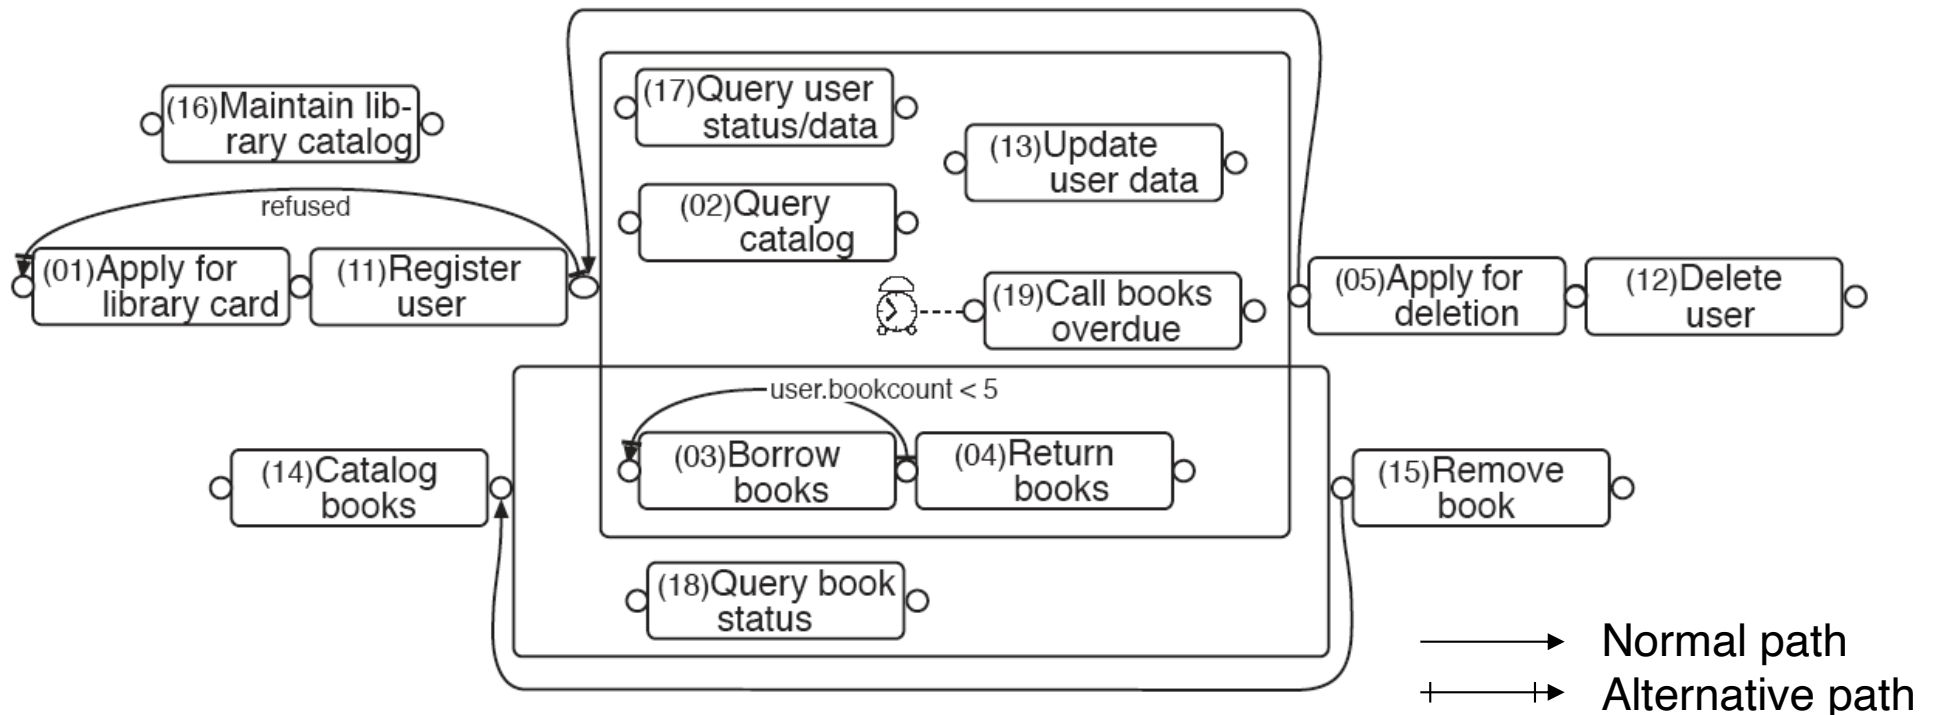 (16)Maintain lib-
rary catalog
refused
(01)Apply for
library card
(11)Register
user
(17)Query user
status/data
(13)Update
user data
(02)Query
catalog
(19)Call books
overdue
(05)Apply for
deletion
(12)Delete
user
user.bookcount < 5
(03)Borrow
books
(04)Return
books
(14)Catalog
books
(15)Remove
book
(18)Query book
status
Normal path
Alternative path